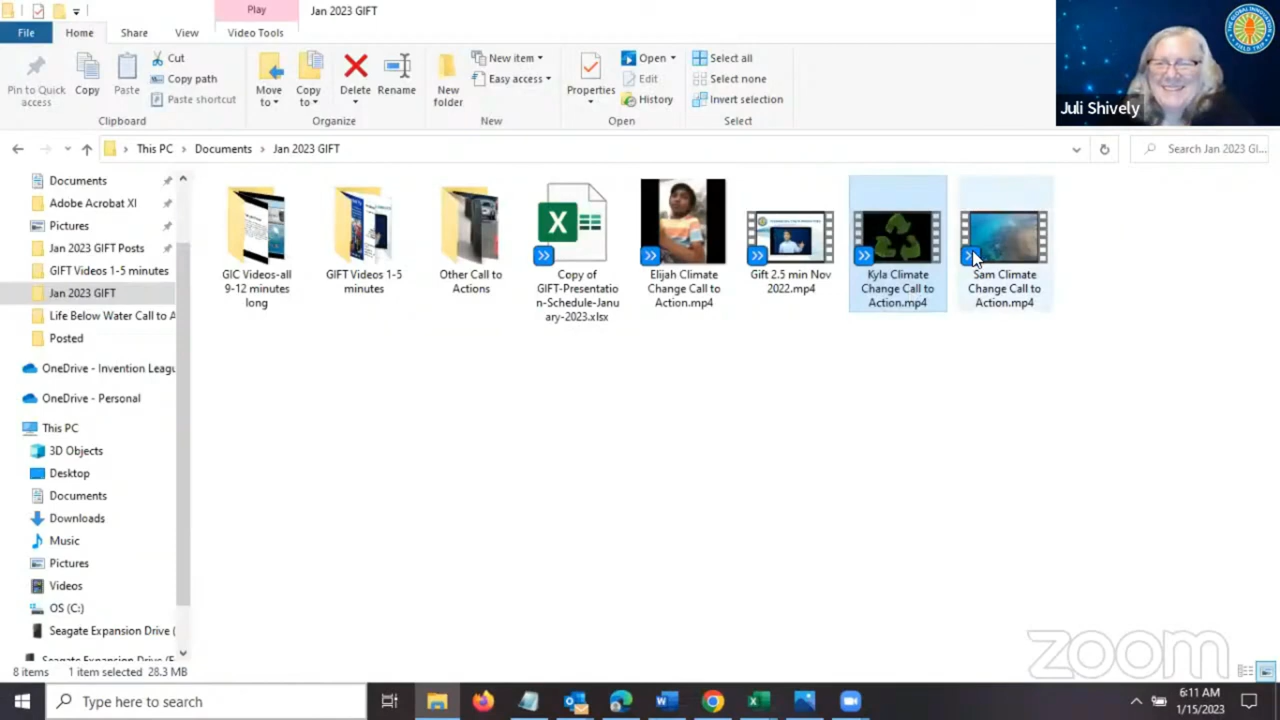 Play
Jan 2023 GIFT
File
Home
Share
View
Video Tools
Pin to Quick access
Copy
Paste
Cut
Copy path
Paste shortcut
Clipboard
Move to
Copy to
Delete
Rename
Organize
New folder
New item
Easy access
New
Properties
Open
Edit
History
Open
Select all
Select none
Invert selection
Select
THE GLOBAL INNOVATION
FIELD TRIP
Juli Shively
This PC > Documents > Jan 2023 GIFT
Search Jan 2023 GI...
Documents
Adobe Acrobat XI
Pictures
Jan 2023 GIFT Posts
GIFT Videos 1-5 minutes
Jan 2023 GIFT
Life Below Water Call to A
Posted
OneDrive - Invention Leagu
OneDrive - Personal
This PC
3D Objects
Desktop
Documents
Downloads
Music
Pictures
Videos
OS (C:)
Seagate Expansion Drive (
Seagate Expansion Drive (F
GIC Videos-all
9-12 minutes
long
GIFT Videos 1-5
minutes
Other Call to
Actions
Copy of
GIFT-Presentatio
n-Schedule-Janu
ary-2023.xlsx
Elijah Climate
Change Call to
Action.mp4
Gift 2.5 min Nov
2022.mp4
Kyla Climate
Change Call to
Action.mp4
Sam Climate
Change Call to
Action.mp4
zoom
8 items
1 item selected 28.3 MB
Type here to search
6:11 AM
1/15/2023